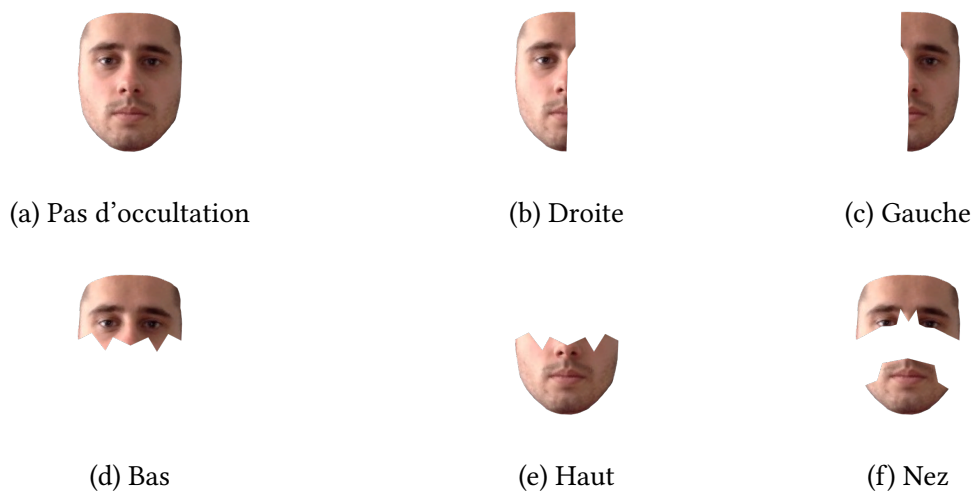 (a) Pas d’occultation
(b) Droite
(c) Gauche
(d) Bas
(e) Haut
(f) Nez